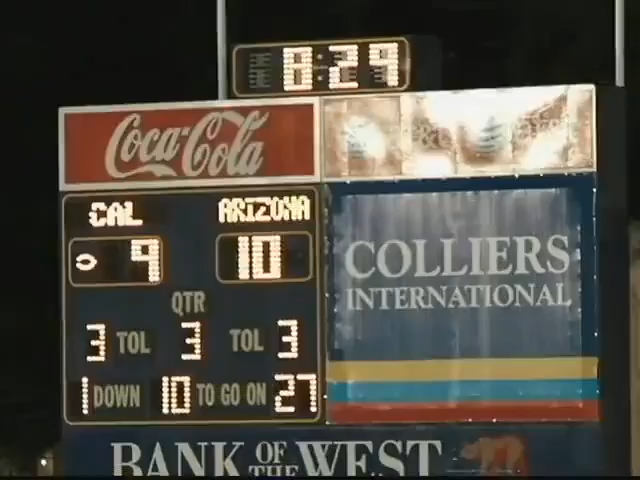 8:29
Coca-Cola
CAL ARIZONA
9 10
QTR
3 TOL 3 TOL 3
1 DOWN 10 TO GO ON 27
COLLIERS
INTERNATIONAL
BANK OF THE WEST